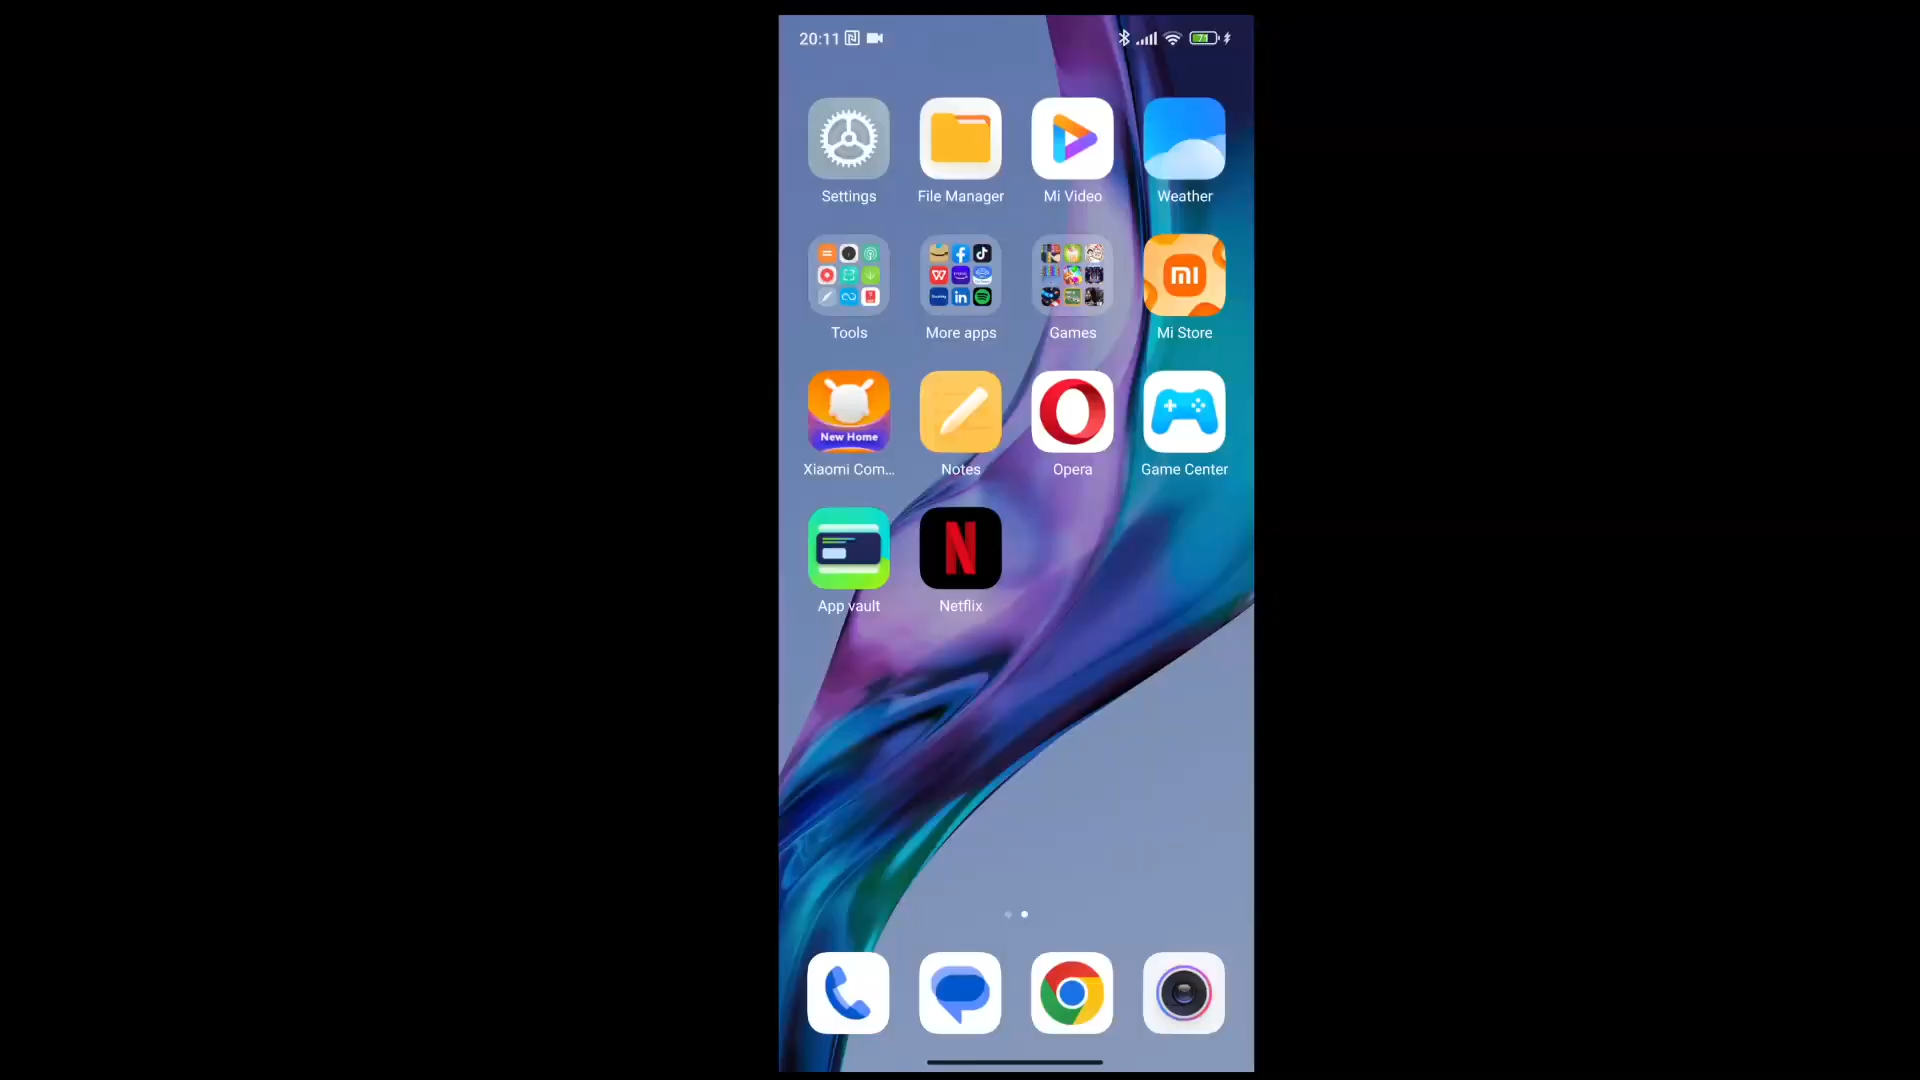 20:11
71
Settings
File Manager
Mi Video
Weather
Tools
More apps
Games
Mi Store
New Home
Xiaomi Com...
Notes
Opera
Game Center
App vault
N
Netflix